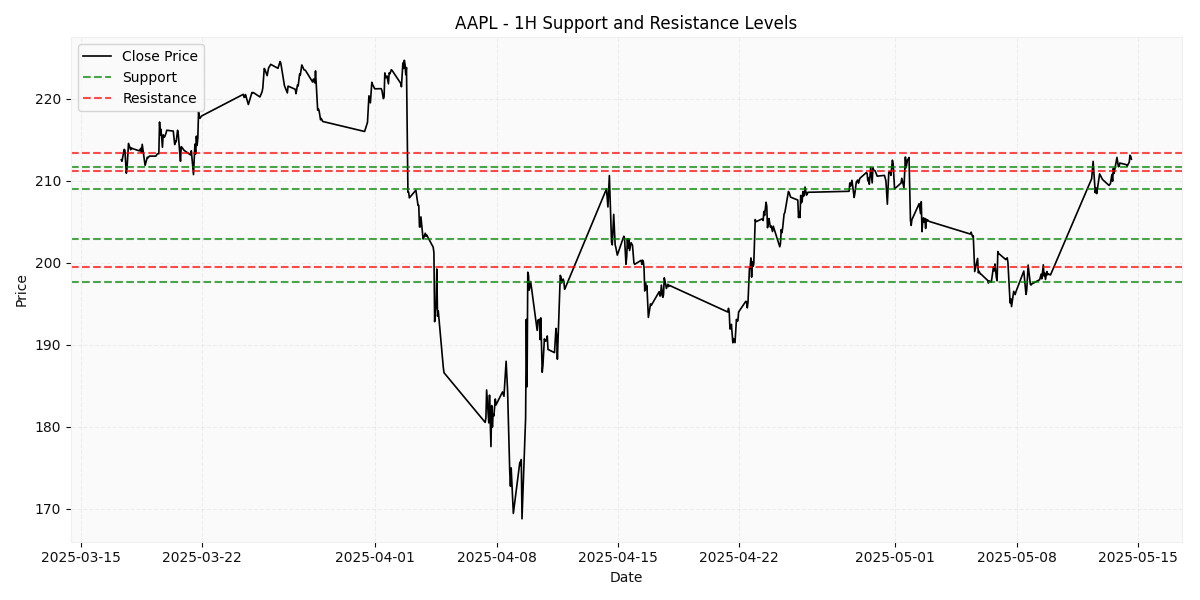 AAPL - 1H Support and Resistance Levels
Close Price
Support
Resistance
Price
220
210
200
190
180
170
2025-03-15 2025-03-22 2025-04-01 2025-04-08 2025-04-15 2025-04-22 2025-05-01 2025-05-08 2025-05-15
Date